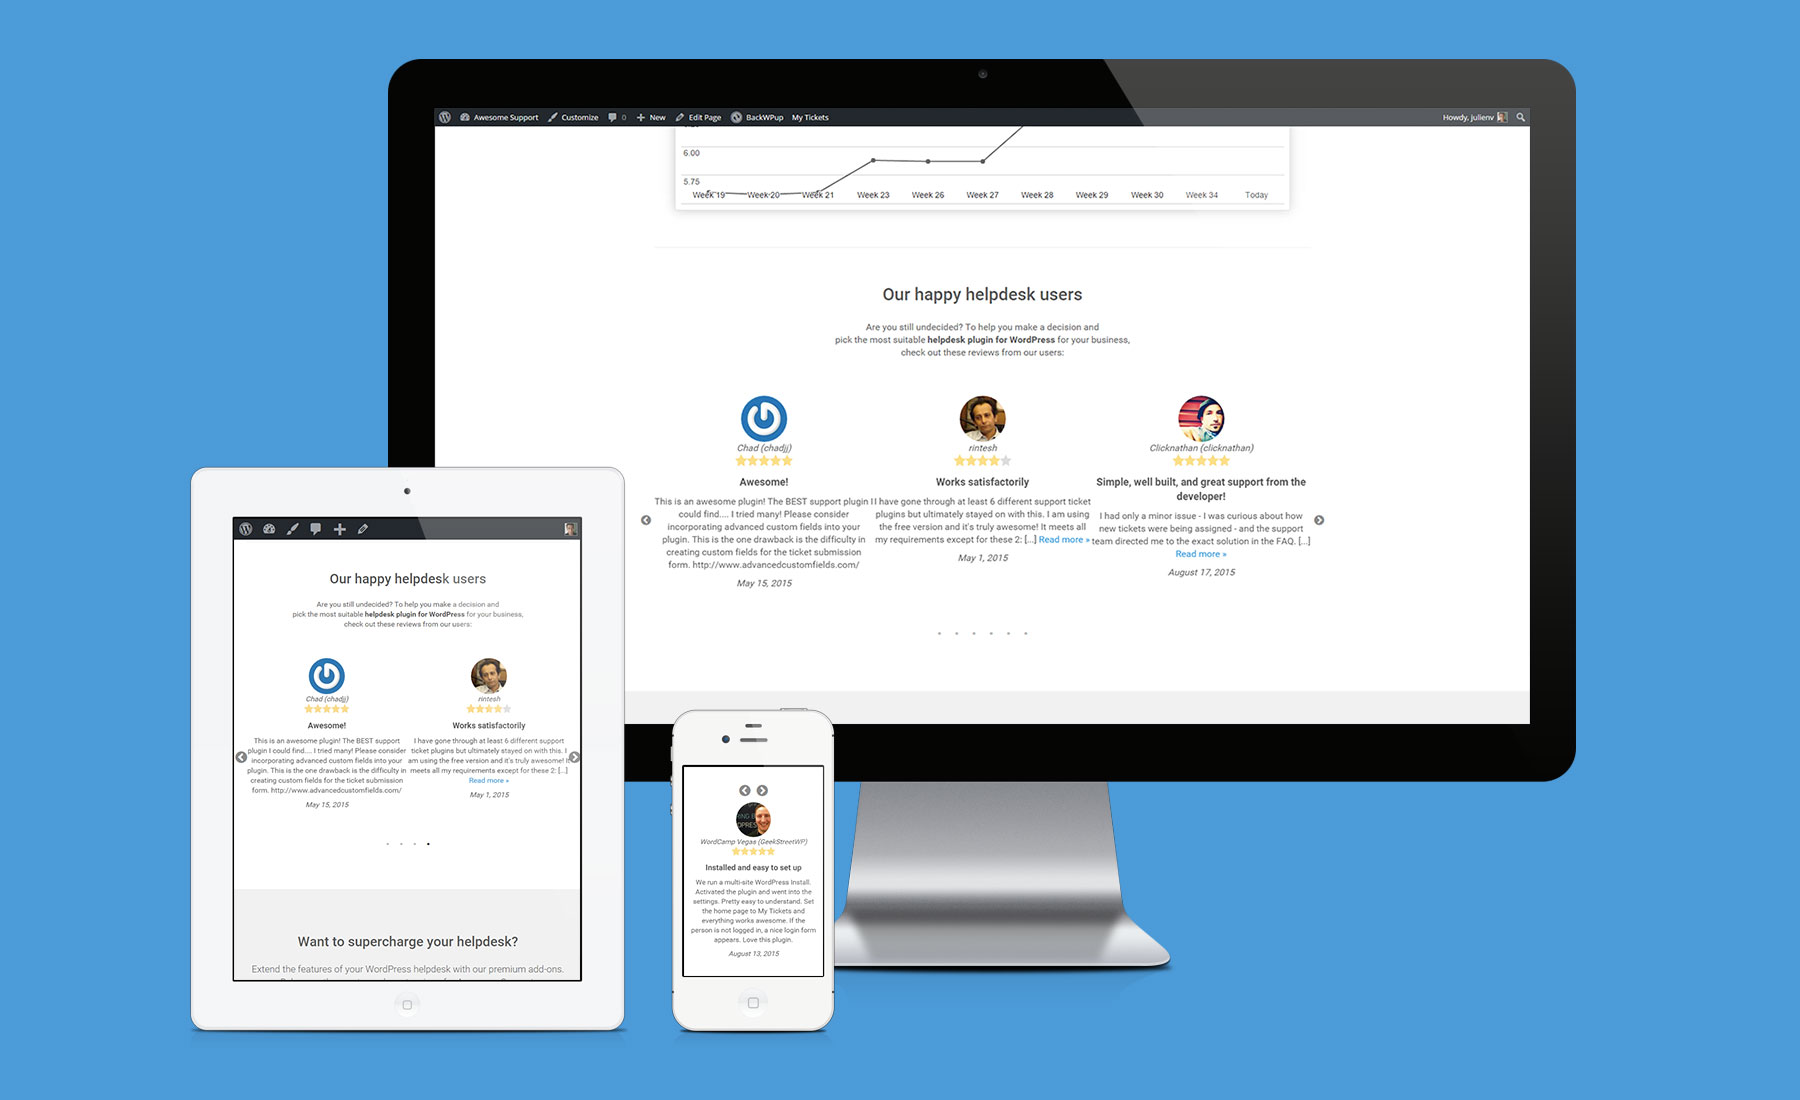 Awesome Support Customize 0 New Edit Page BackWPup My Tickets Howdy, julienv
6.00
5.75
Week 19 Week 20 Week 21 Week 23 Week 26 Week 27 Week 28 Week 29 Week 30 Week 34 Today
Our happy helpdesk users
Are you still undecided? To help you make a decision and
pick the most suitable helpdesk plugin for WordPress for your business,
check out these reviews from our users:
Chad (chadjj)
Awesome!
This is an awesome plugin! The BEST support plugin I
could find.... I tried many! Please consider
incorporating advanced custom fields into your
plugin. This is the one drawback is the difficulty in
creating custom fields for the ticket submission
form. http://www.advancedcustomfields.com/
May 15, 2015
rintesh
Works satisfactorily
I have gone through at least 6 different support ticket
plugins but ultimately stayed on with this. I am using
the free version and it's truly awesome! It meets all
my requirements except for these 2: [...] Read more »
May 1, 2015
Clicknathan (clicknathan)
Simple, well built, and great support from the
developer!
I had only a minor issue - I was curious about how
new tickets were being assigned - and the support
team directed me to the exact solution in the FAQ. [...]
Read more »
August 17, 2015
Our happy helpdesk users
Are you still undecided? To help you make a decision and
pick the most suitable helpdesk plugin for WordPress for your business,
check out these reviews from our users:
Chad (chadjj)
Awesome!
This is an awesome plugin! The BEST support
plugin I could find.... I tried many! Please consider
incorporating advanced custom fields into your
plugin. This is the one drawback is the difficulty in
creating custom fields for the ticket submission
form. http://www.advancedcustomfields.com/
May 15, 2015
rintesh
Works satisfactorily
I have gone through at least 6 different support
ticket plugins but ultimately stayed on with this. I
am using the free version and it's truly awesome! It
meets all my requirements except for these 2: [...]
Read more »
May 1, 2015
Want to supercharge your helpdesk?
Extend the features of your WordPress helpdesk with our premium add-ons.
WordCamp Vegas (GeekStreetWP)
Installed and easy to set up
We run a multi-site WordPress Install.
Activated the plugin and went into the
settings. Pretty easy to understand. Set
the home page to My Tickets and
everything works awesome. If the
person is not logged in, a nice login form
appears. Love this plugin.
August 13, 2015